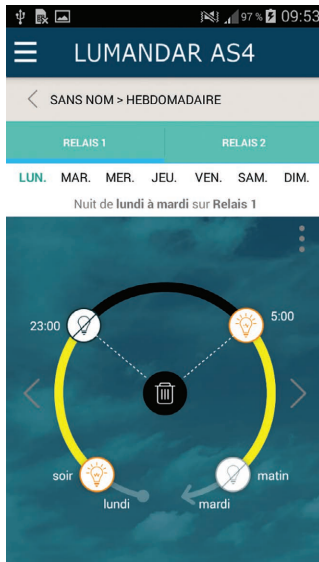 97 % 09:53
LUMANDAR AS4
SANS NOM > HEBDOMADAIRE
RELAIS 1 RELAIS 2
LUN. MAR. MER. JEU. VEN. SAM. DIM.
Nuit de lundi à mardi sur Relais 1
23:00 5:00
soir matin
lundi mardi